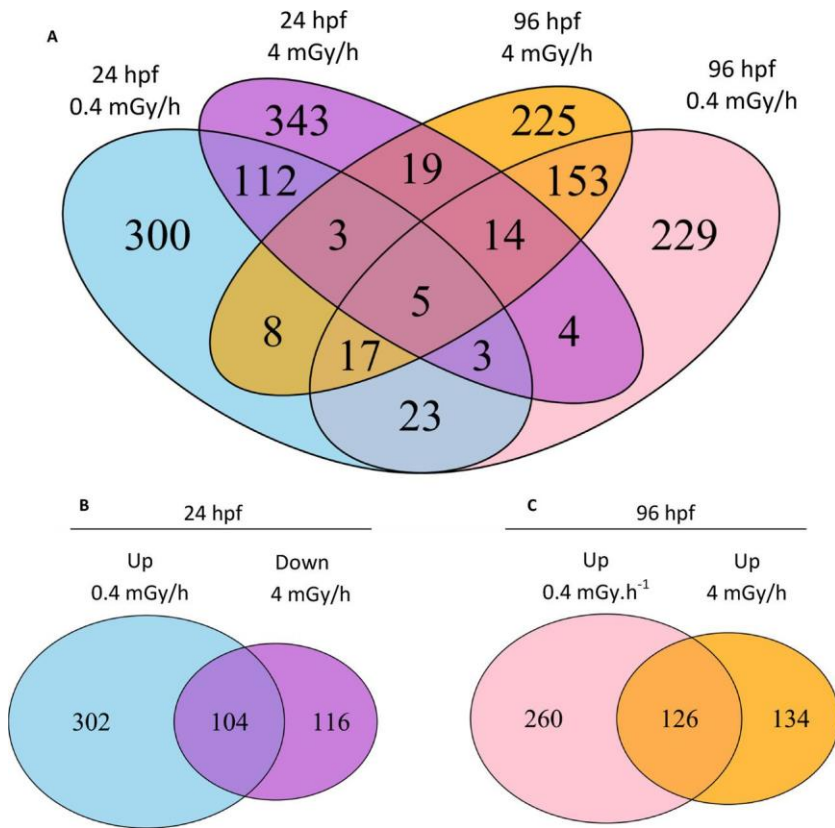 A
24 hpf
0.4 mGy/h
24 hpf
4 mGy/h
96 hpf
4 mGy/h
96 hpf
0.4 mGy/h
343
225
112
19
153
300
3
14
229
5
8
17
3
4
23
B
24 hpf
Up
0.4 mGy/h
Down
4 mGy/h
302
104
116
C
96 hpf
Up
0.4 mGy.h⁻¹
Up
4 mGy/h
260
126
134